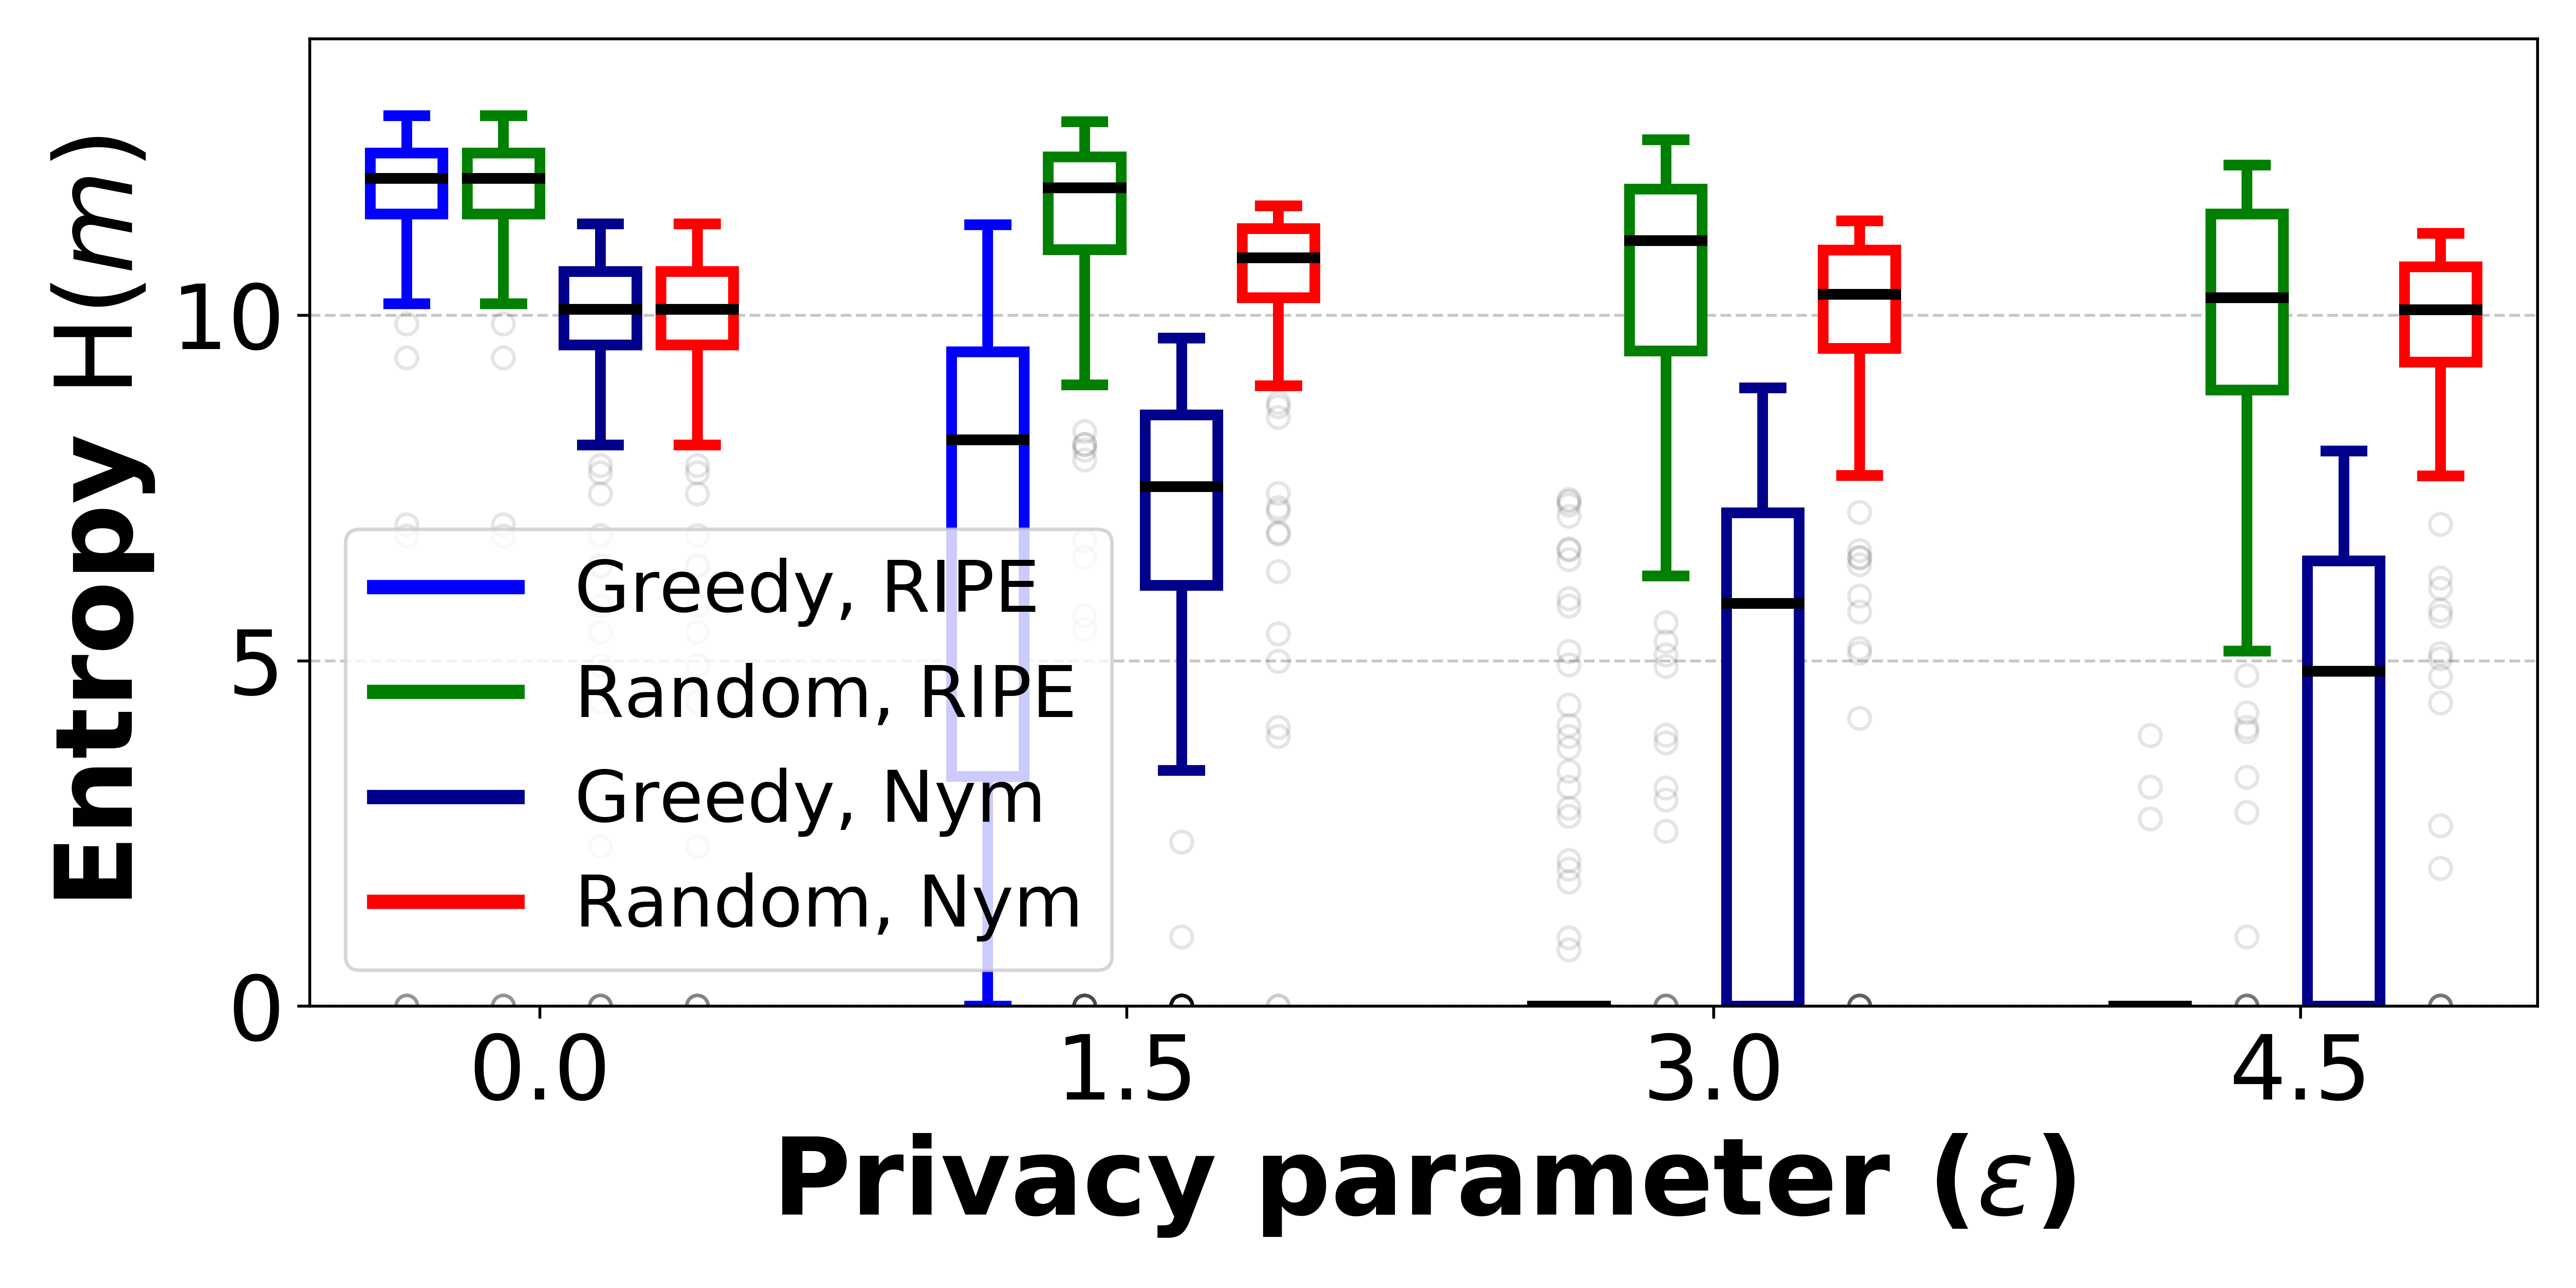 Entropy H(m)
10
5
0
Greedy, RIPE
Random, RIPE
Greedy, Nym
Random, Nym
0.0 1.5 3.0 4.5
Privacy parameter (ε)